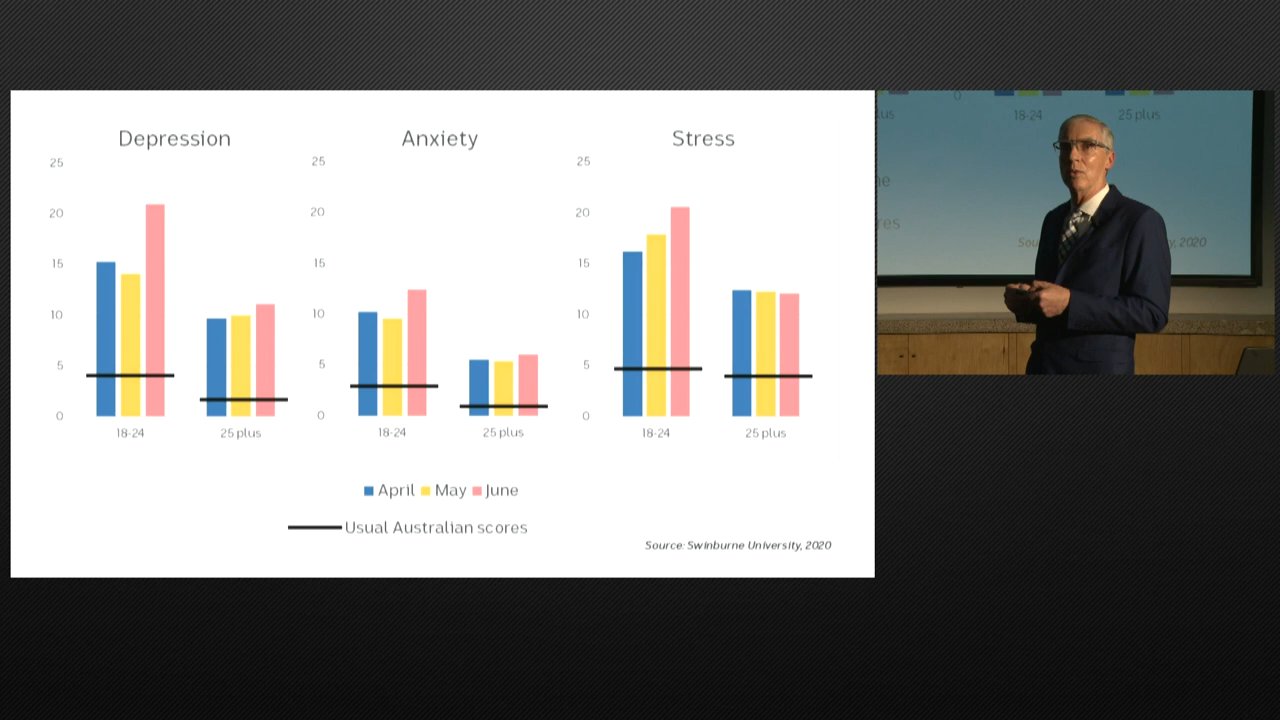 Depression
25
20
15
10
5
0
18-24
25 plus
Anxiety
25
20
15
10
5
0
18-24
25 plus
Stress
25
20
15
10
5
0
18-24
25 plus
April May June
Usual Australian scores
Source: Swinburne University, 2020
0
18-24
25 plus
2020